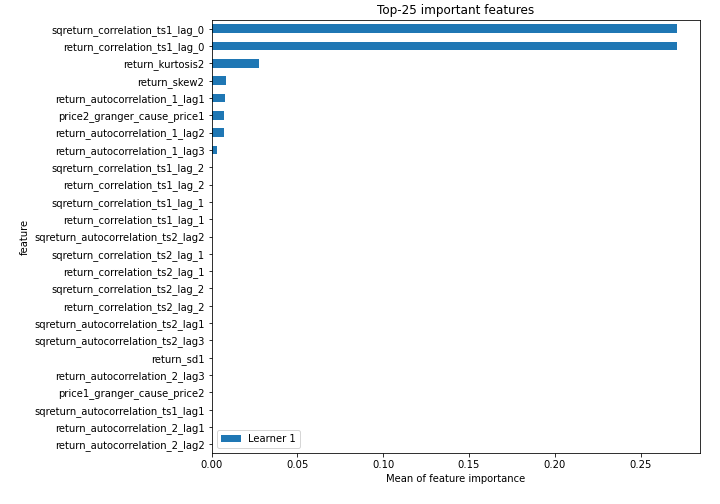 Top-25 important features
sqreturn_correlation_ts1_lag_0
return_correlation_ts1_lag_0
return_kurtosis2
return_skew2
return_autocorrelation_1_lag1
price2_granger_cause_price1
return_autocorrelation_1_lag2
return_autocorrelation_1_lag3
sqreturn_correlation_ts1_lag_2
return_correlation_ts1_lag_2
sqreturn_correlation_ts1_lag_1
return_correlation_ts1_lag_1
sqreturn_autocorrelation_ts2_lag2
sqreturn_correlation_ts2_lag_1
return_correlation_ts2_lag_1
sqreturn_correlation_ts2_lag_2
return_correlation_ts2_lag_2
sqreturn_autocorrelation_ts2_lag1
sqreturn_autocorrelation_ts2_lag3
return_sd1
return_autocorrelation_2_lag3
price1_granger_cause_price2
sqreturn_autocorrelation_ts1_lag1
return_autocorrelation_2_lag1
return_autocorrelation_2_lag2
feature
Learner 1
0.00 0.05 0.10 0.15 0.20 0.25
Mean of feature importance